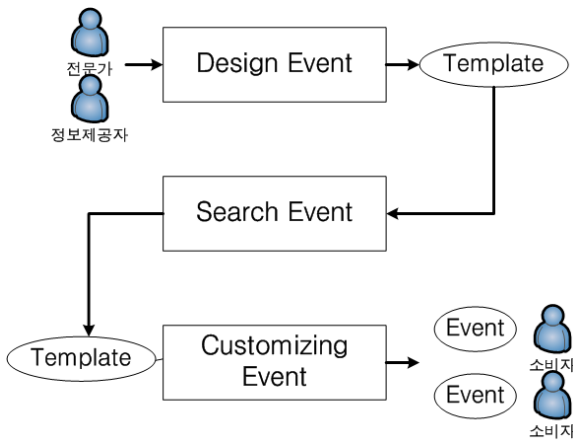 전문가
정보제공자
Design Event
Template
Search Event
Template
Customizing
Event
Event
소비자
Event
소비자